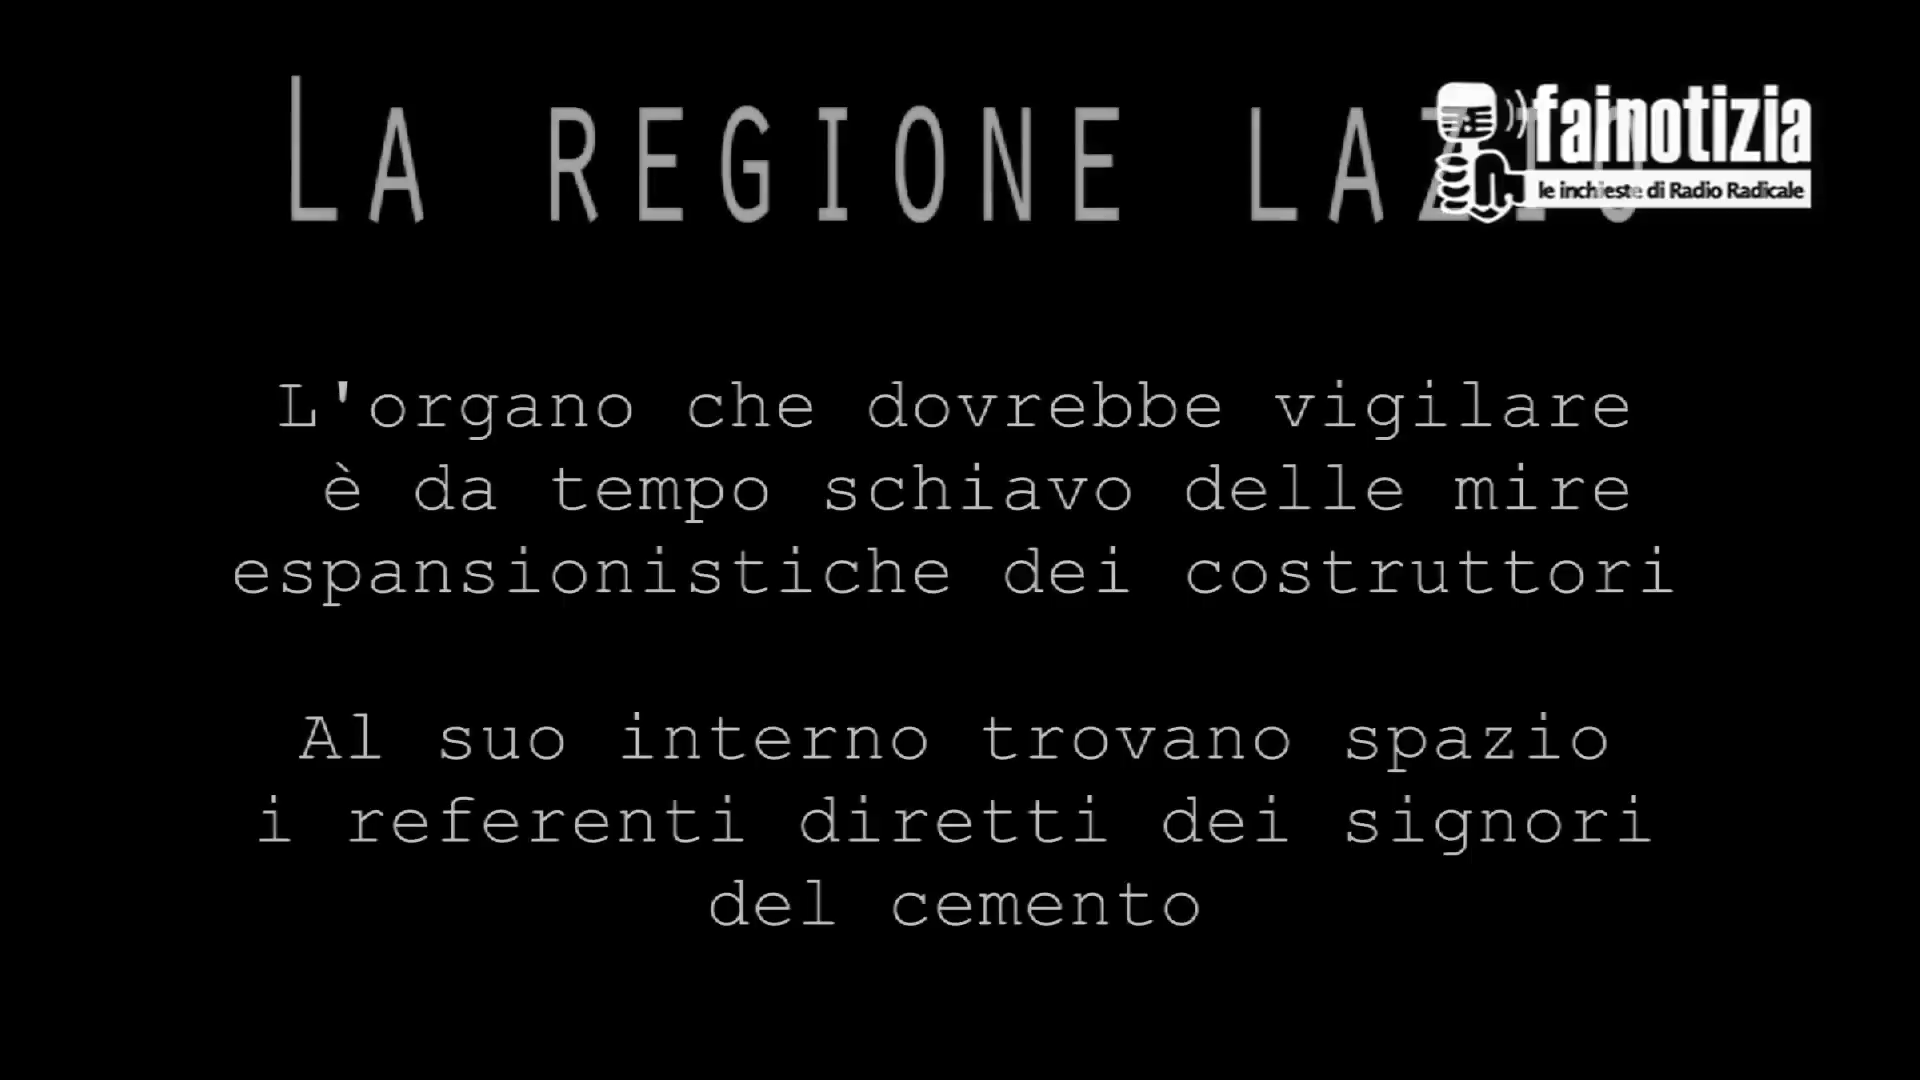 LA REGIONE LAZIO
fainotizia
le inchieste di Radio Radicale
L'organo che dovrebbe vigilare
è da tempo schiavo delle mire
espansionistiche dei costruttori
Al suo interno trovano spazio
i referenti diretti dei signori
del cemento